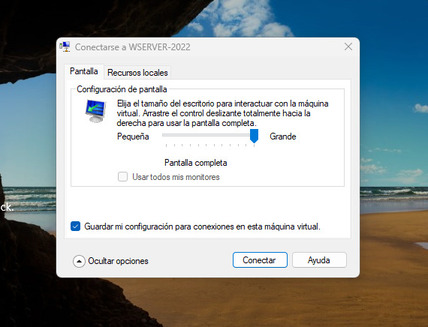 Conectarse a WSERVER-2022
Pantalla
Recursos locales
Configuración de pantalla
Elija el tamaño del escritorio para interactuar con la máquina
virtual. Arrastre el control deslizante totalmente hacia la
derecha para usar la pantalla completa.
Pequeña
Grande
Pantalla completa
Usar todos mis monitores
ck.
Guardar mi configuración para conexiones en esta máquina virtual.
Ocultar opciones
Conectar
Ayuda